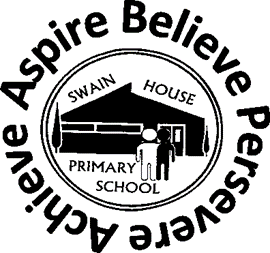 Aspire Believe Persevere Achieve
SWAIN HOUSE
PRIMARY
SCHOOL